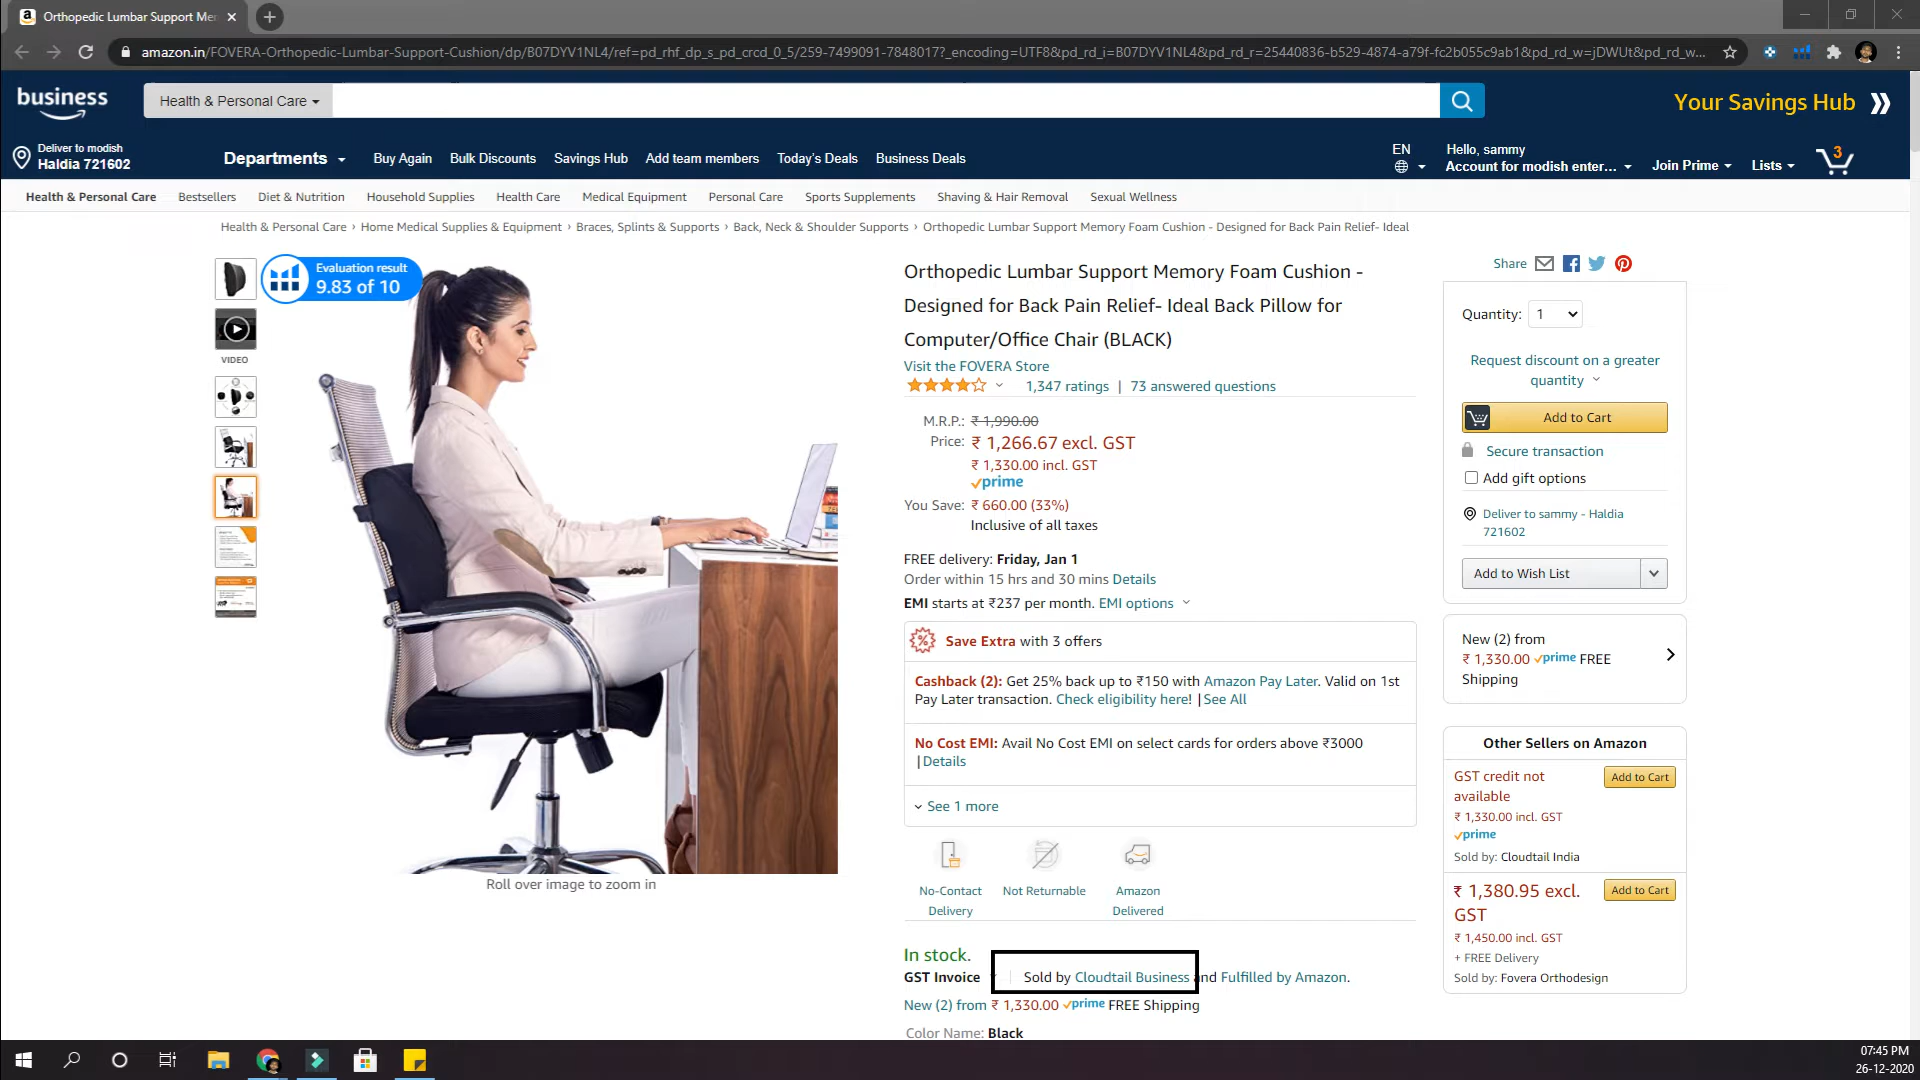 Orthopedic Lumbar Support Mer
amazon.in/FOVERA-Orthopedic-Lumbar-Support-Cushion/dp/B07DYV1NL4/ref=pd_rhf_dp_s_pd_crcd_0_5/259-7499091-7848017?_encoding=UTF8&pd_rd_i=B07DYV1NL4&pd_rd_r=25440836-b529-4874-a79f-fc2b055c9ab1&pd_rd_w=jDWUt&pd_rd_w...
business
Health & Personal Care
Your Savings Hub
Deliver to modish
Haldia 721602
Departments
Buy Again
Bulk Discounts
Savings Hub
Add team members
Today's Deals
Business Deals
EN
Hello, sammy
Account for modish enter...
Join Prime
Lists
3
Health & Personal Care
Bestsellers
Diet & Nutrition
Household Supplies
Health Care
Medical Equipment
Personal Care
Sports Supplements
Shaving & Hair Removal
Sexual Wellness
Health & Personal Care › Home Medical Supplies & Equipment › Braces, Splints & Supports › Back, Neck & Shoulder Supports › Orthopedic Lumbar Support Memory Foam Cushion - Designed for Back Pain Relief- Ideal
Evaluation result
9.83 of 10
VIDEO
Roll over image to zoom in
Orthopedic Lumbar Support Memory Foam Cushion -
Designed for Back Pain Relief- Ideal Back Pillow for
Computer/Office Chair (BLACK)
Visit the FOVERA Store
1,347 ratings | 73 answered questions
M.R.P.: ₹ 1,990.00
Price: ₹ 1,266.67 excl. GST
₹ 1,330.00 incl. GST
prime
You Save: ₹ 660.00 (33%)
Inclusive of all taxes
FREE delivery: Friday, Jan 1
Order within 15 hrs and 30 mins Details
EMI starts at ₹237 per month. EMI options
Save Extra with 3 offers
Cashback (2): Get 25% back up to ₹150 with Amazon Pay Later. Valid on 1st
Pay Later transaction. Check eligibility here! | See All
No Cost EMI: Avail No Cost EMI on select cards for orders above ₹3000
| Details
See 1 more
No-Contact
Delivery
Not Returnable
Amazon
Delivered
In stock.
GST Invoice Sold by Cloudtail Business and Fulfilled by Amazon.
New (2) from ₹ 1,330.00 prime FREE Shipping
Color Name: Black
Share
Quantity: 1
Request discount on a greater
quantity
Add to Cart
Secure transaction
Add gift options
Deliver to sammy - Haldia
721602
Add to Wish List
New (2) from
₹ 1,330.00 prime FREE
Shipping
Other Sellers on Amazon
GST credit not
available
Add to Cart
₹ 1,330.00 incl. GST
prime
Sold by: Cloudtail India
₹ 1,380.95 excl.
GST
Add to Cart
₹ 1,450.00 incl. GST
+ FREE Delivery
Sold by: Fovera Orthodesign
07:45 PM
26-12-2020